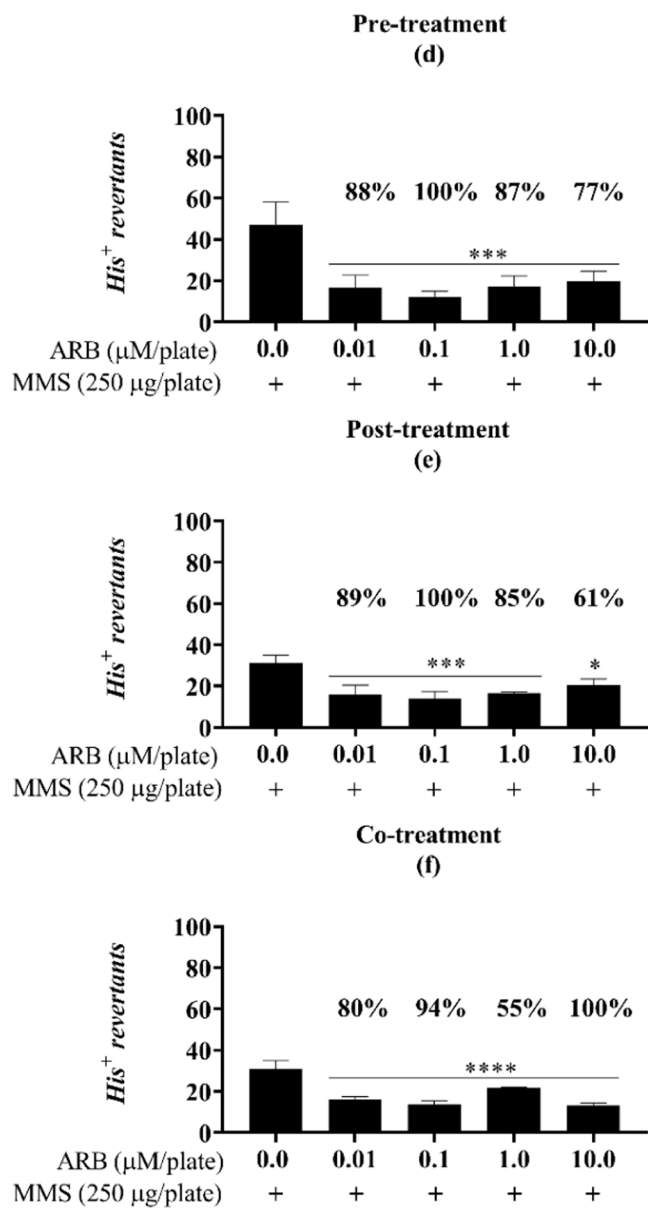 Pre-treatment
(d)
100
80
60
40
20
0
His+ revertants
88% 100% 87% 77%
***
ARB (μM/plate) 0.0 0.01 0.1 1.0 10.0
MMS (250 μg/plate) + + + + +
Post-treatment
(e)
100
80
60
40
20
0
His+ revertants
89% 100% 85% 61%
*** *
ARB (μM/plate) 0.0 0.01 0.1 1.0 10.0
MMS (250 μg/plate) + + + + +
Co-treatment
(f)
100
80
60
40
20
0
His+ revertants
80% 94% 55% 100%
****
ARB (μM/plate) 0.0 0.01 0.1 1.0 10.0
MMS (250 μg/plate) + + + + +